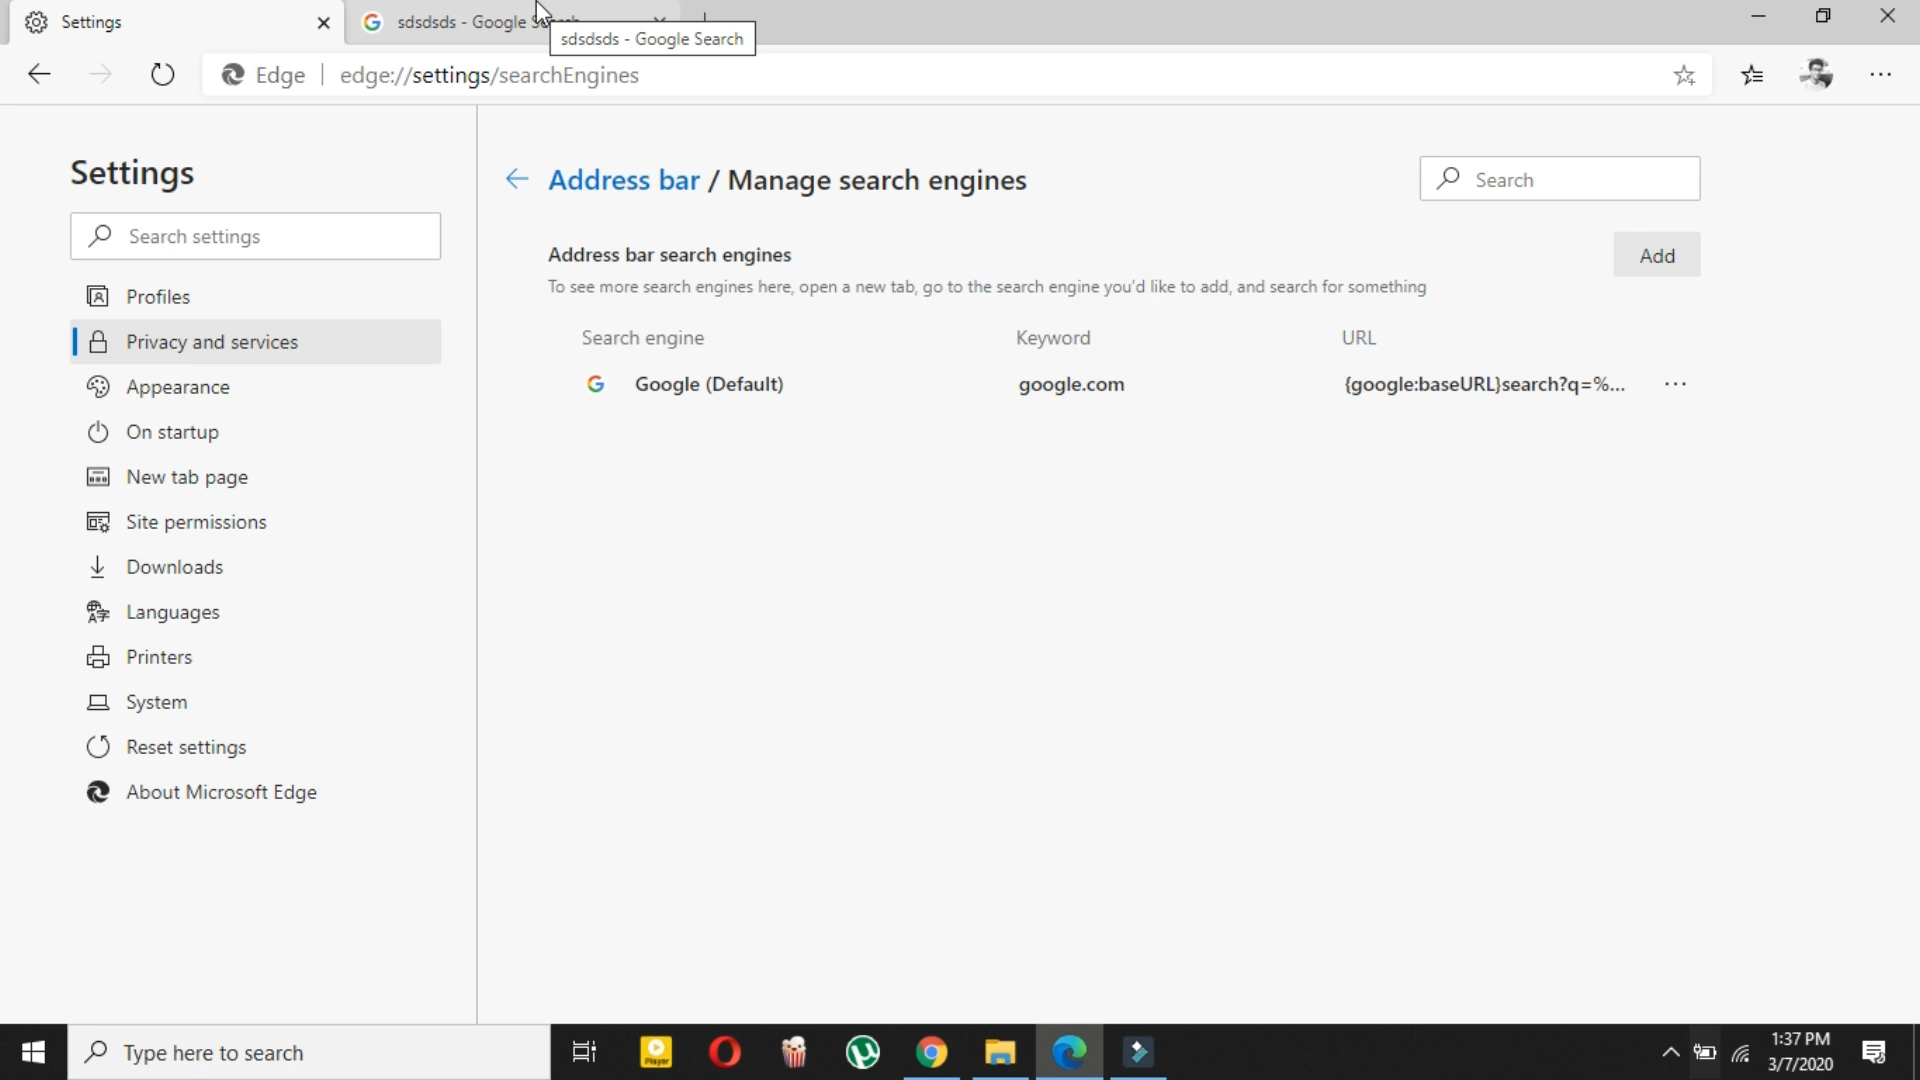 Settings
sdsdsds - Google Search
sdsdsds - Google Search
Edge
edge://settings/searchEngines
Settings
Search settings
Profiles
Privacy and services
Appearance
On startup
New tab page
Site permissions
Downloads
Languages
Printers
System
Reset settings
About Microsoft Edge
Address bar / Manage search engines
Search
Address bar search engines
Add
To see more search engines here, open a new tab, go to the search engine you'd like to add, and search for something
Search engine Keyword URL
Google (Default) google.com {google:baseURL}search?q=%...
Type here to search
Player
1:37 PM
3/7/2020